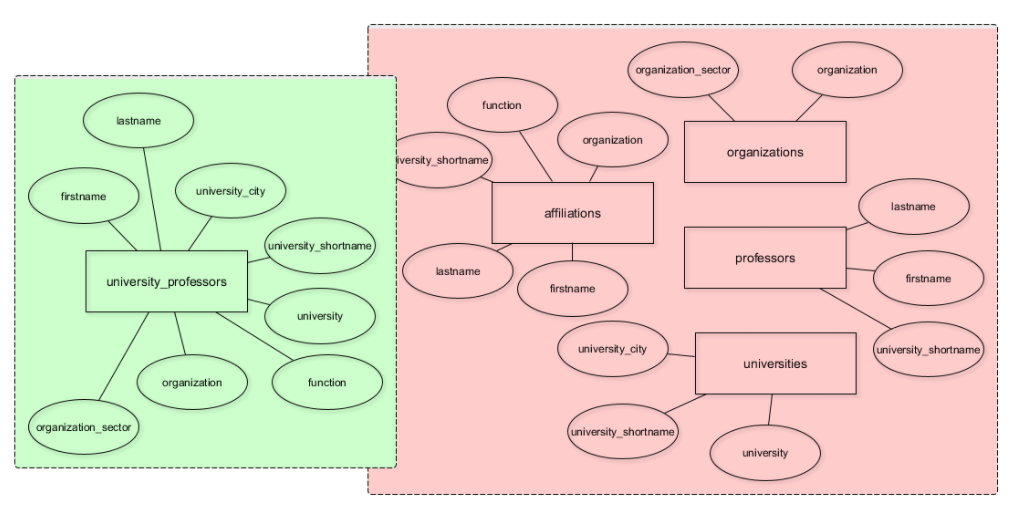 lastname
firstname
university_city
university_shortname
university_professors
university
organization
function
organization_sector
function
organization
iversity_shortname
affiliations
lastname
firstname
organization_sector
organization
organizations
lastname
professors
firstname
university_shortname
university_city
universities
university_shortname
university